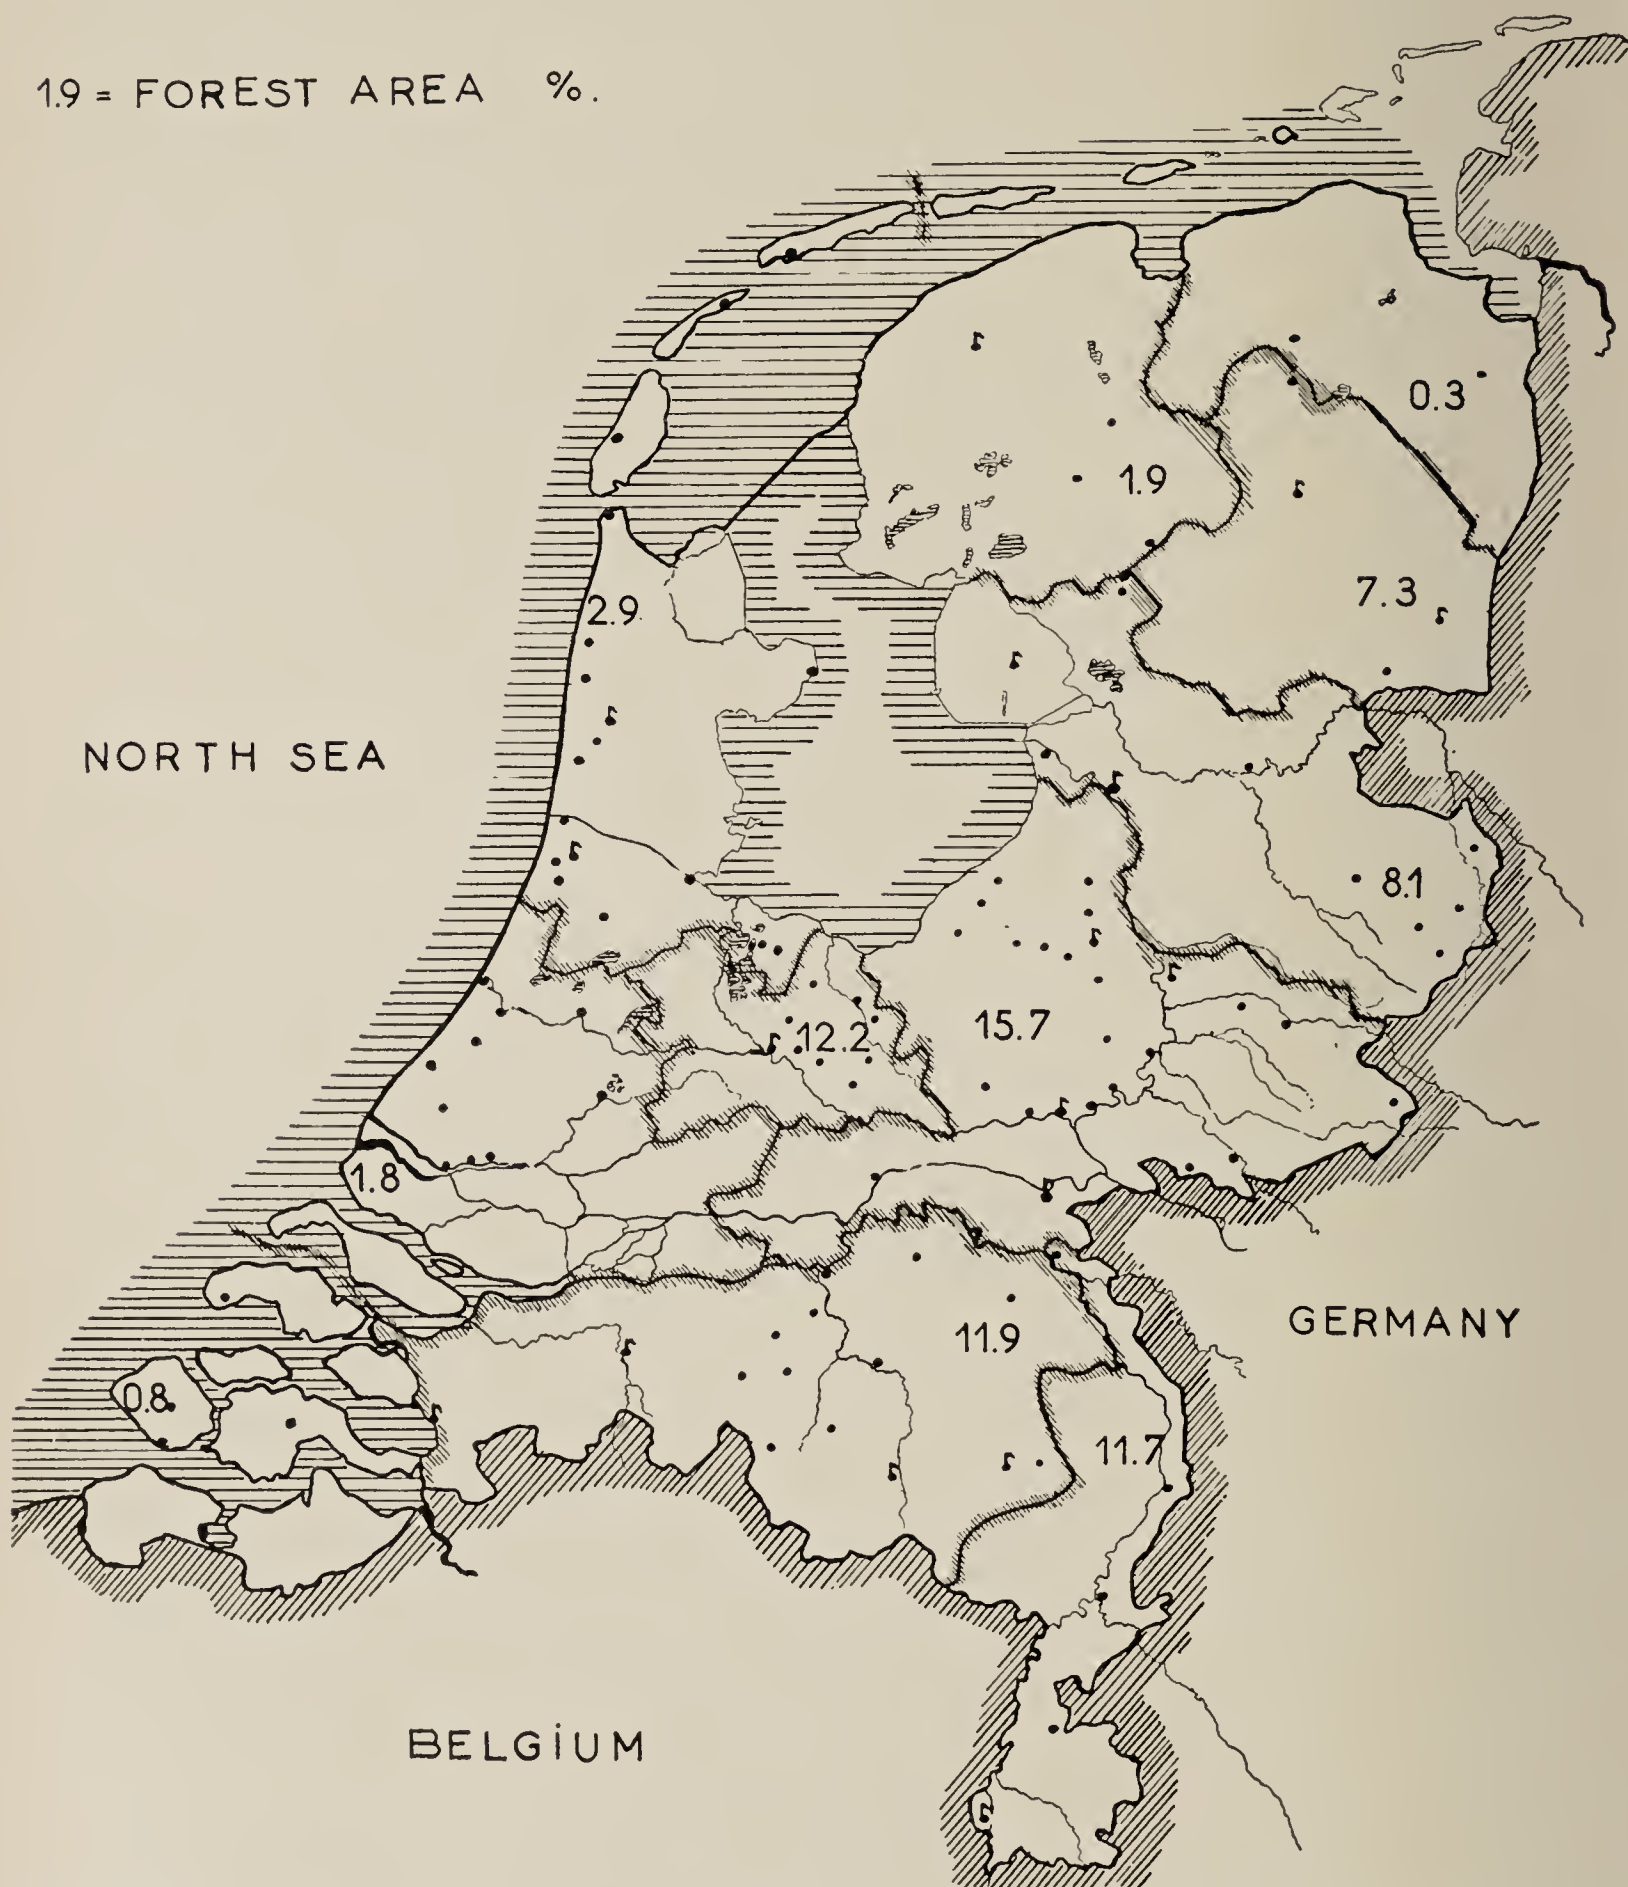 1.9 = FOREST AREA %.
0.3
1.9
7.3
2.9
NORTH SEA
8.1
12.2
15.7
1.8
GERMANY
11.9
0.8
11.7
BELGIUM